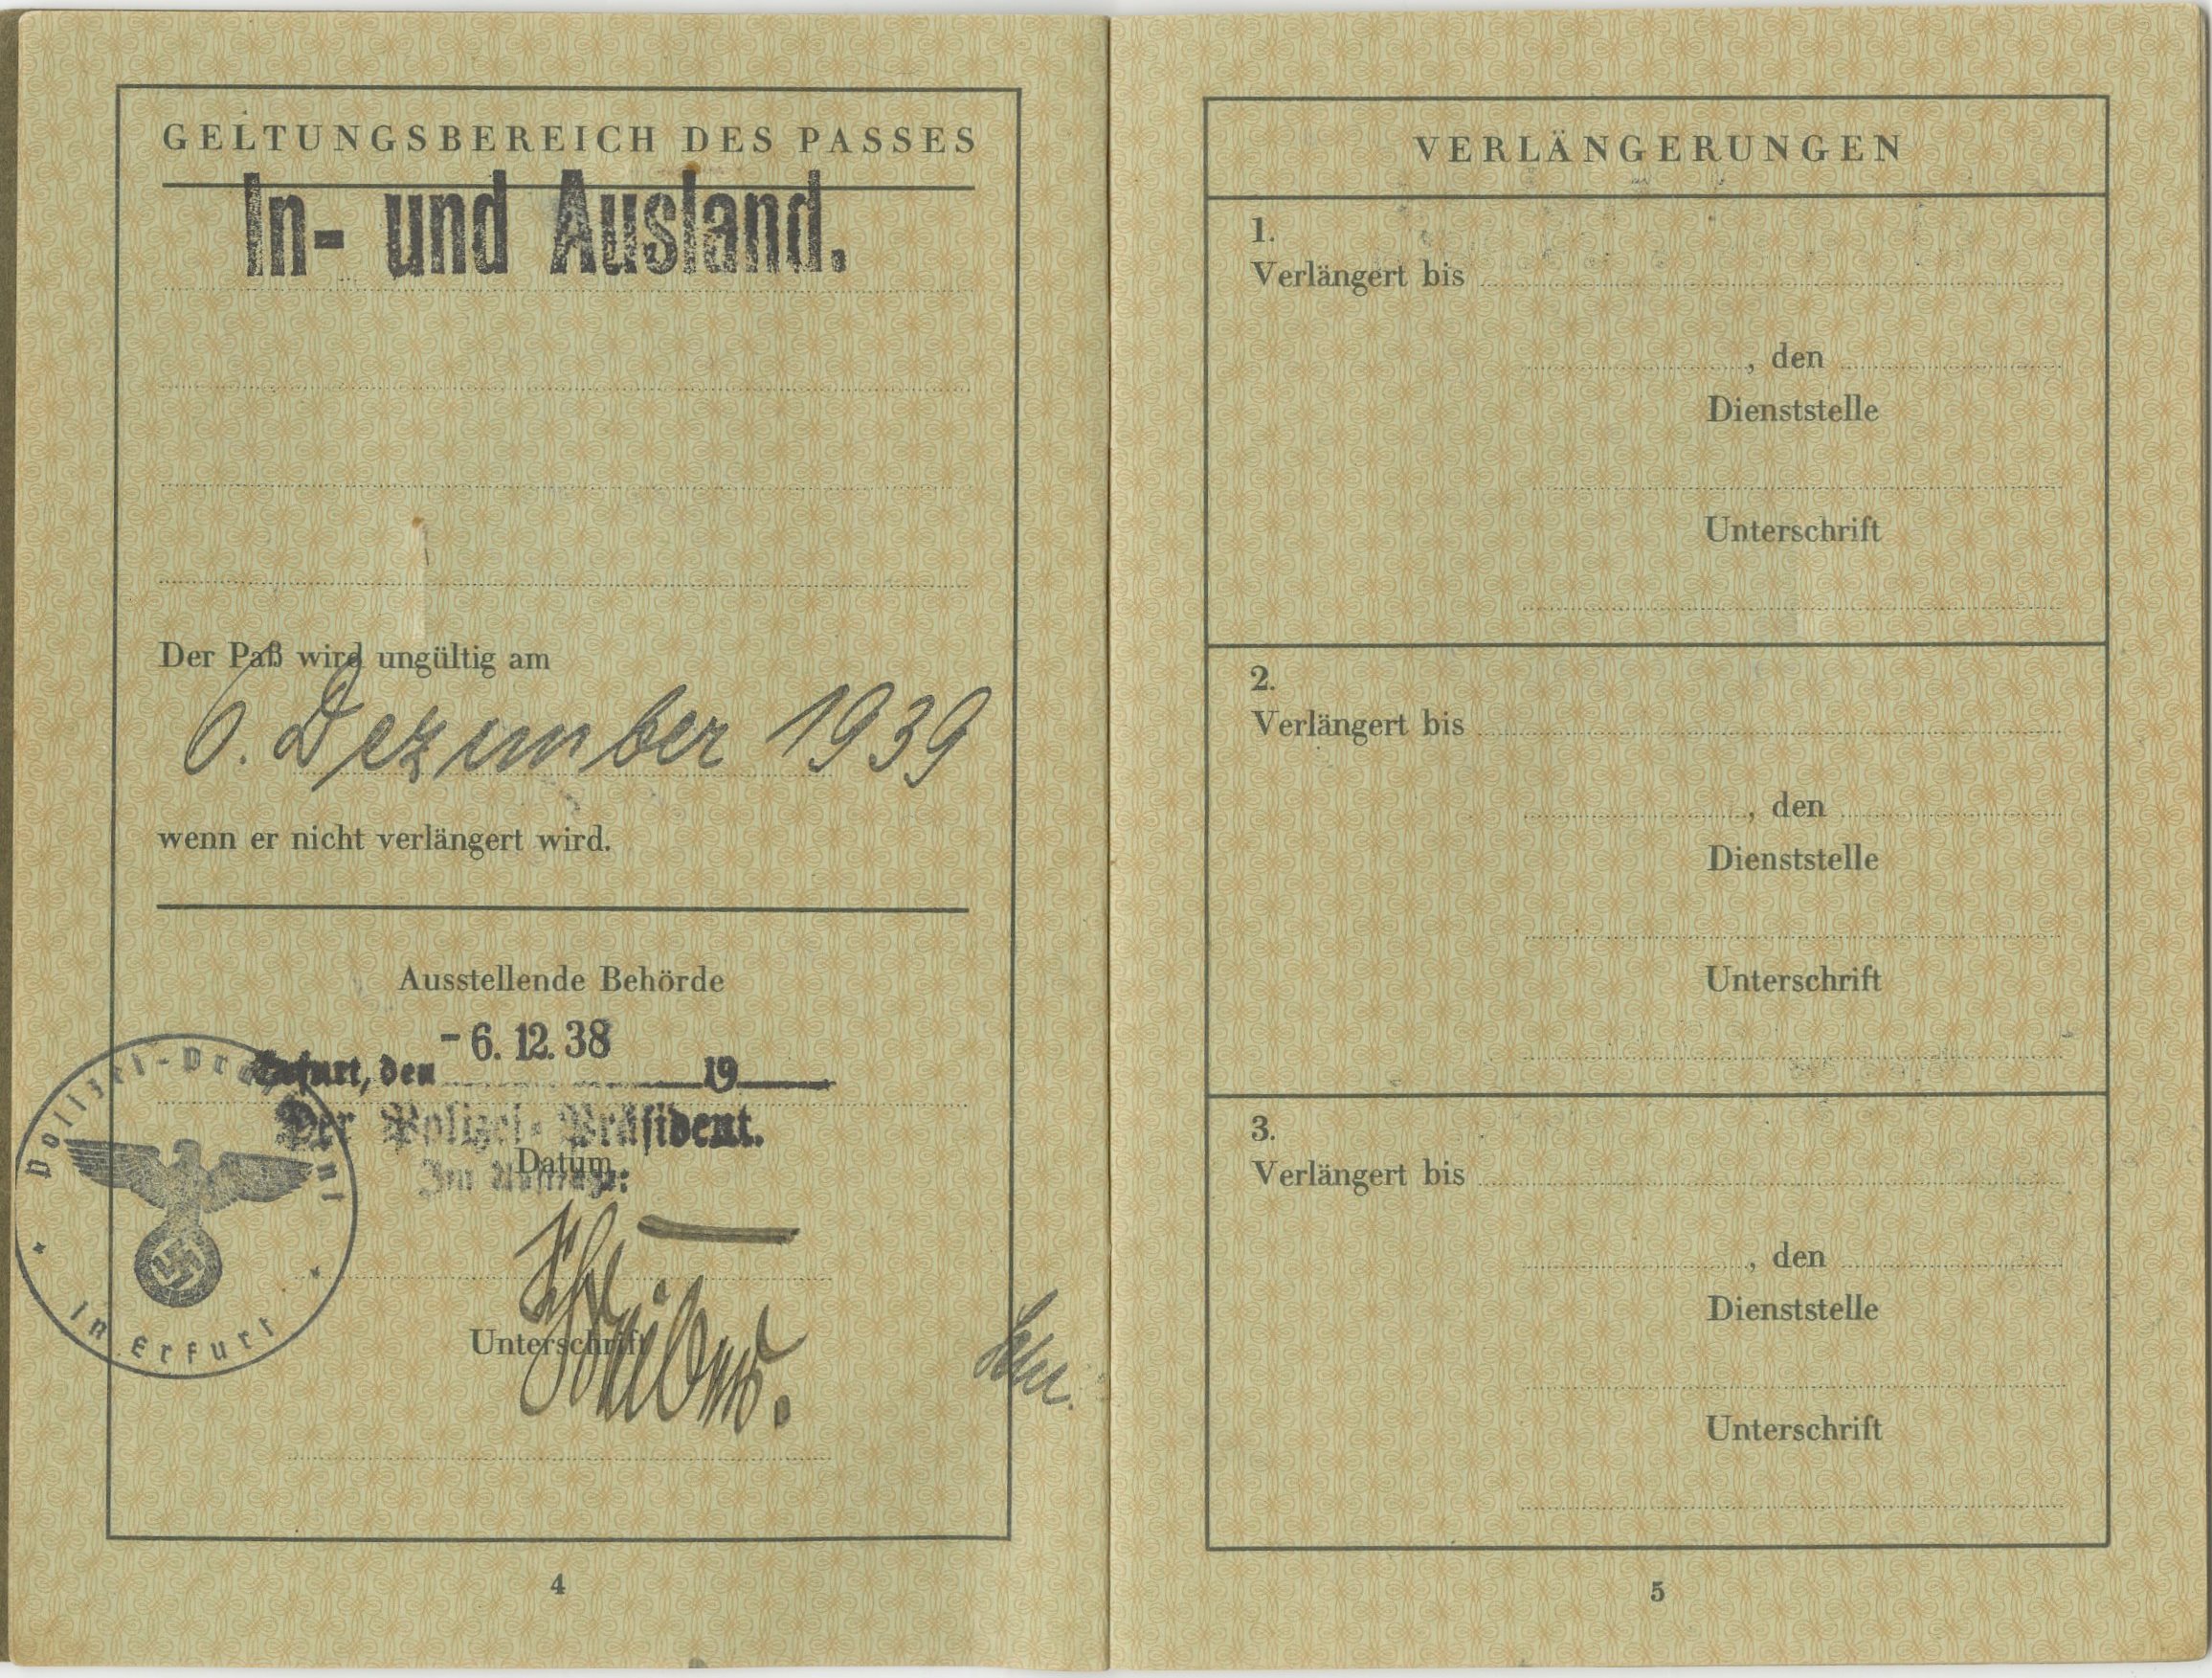 GELTUNGSBEREICH DES PASSES
In- und Ausland.
Der Paß wird ungültig am
6. Dezember 1939
wenn er nicht verlängert wird.
Ausstellende Behörde
-6. 12. 38
Erfurt, den 19
Der Polizei-Präsident.
Im Auftrage:
Datum
Unterschrift
in Erfurt
4
VERLÄNGERUNGEN
1.
Verlängert bis
, den
Dienststelle
Unterschrift
2.
Verlängert bis
, den
Dienststelle
Unterschrift
3.
Verlängert bis
, den
Dienststelle
Unterschrift
5